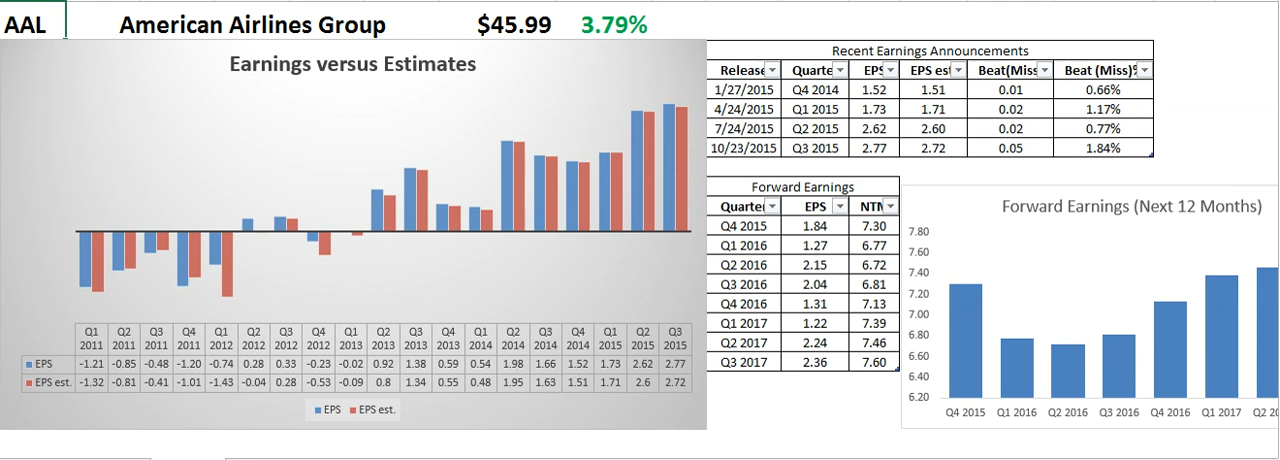 AAL American Airlines Group $45.99 3.79%
Earnings versus Estimates
Q1 2011 Q2 2011 Q3 2011 Q4 2011 Q1 2012 Q2 2012 Q3 2012 Q4 2012 Q1 2013 Q2 2013 Q3 2013 Q4 2013 Q1 2014 Q2 2014 Q3 2014 Q4 2014 Q1 2015 Q2 2015 Q3 2015
EPS -1.21 -0.85 -0.48 -1.20 -0.74 0.28 0.33 -0.23 -0.02 0.92 1.38 0.59 0.54 1.98 1.66 1.52 1.73 2.62 2.77
EPS est. -1.32 -0.81 -0.41 -1.01 -1.43 -0.04 0.28 -0.53 -0.09 0.8 1.34 0.55 0.48 1.95 1.63 1.51 1.71 2.6 2.72
EPS EPS est.
Recent Earnings Announcements
Release Quarte EPS EPS est Beat(Miss Beat (Miss)%
1/27/2015 Q4 2014 1.52 1.51 0.01 0.66%
4/24/2015 Q1 2015 1.73 1.71 0.02 1.17%
7/24/2015 Q2 2015 2.62 2.60 0.02 0.77%
10/23/2015 Q3 2015 2.77 2.72 0.05 1.84%
Forward Earnings
Quarte EPS NTM
Q4 2015 1.84 7.30
Q1 2016 1.27 6.77
Q2 2016 2.15 6.72
Q3 2016 2.04 6.81
Q4 2016 1.31 7.13
Q1 2017 1.22 7.39
Q2 2017 2.24 7.46
Q3 2017 2.36 7.60
Forward Earnings (Next 12 Months)
7.80
7.60
7.40
7.20
7.00
6.80
6.60
6.40
6.20
Q4 2015 Q1 2016 Q2 2016 Q3 2016 Q4 2016 Q1 2017 Q2 20